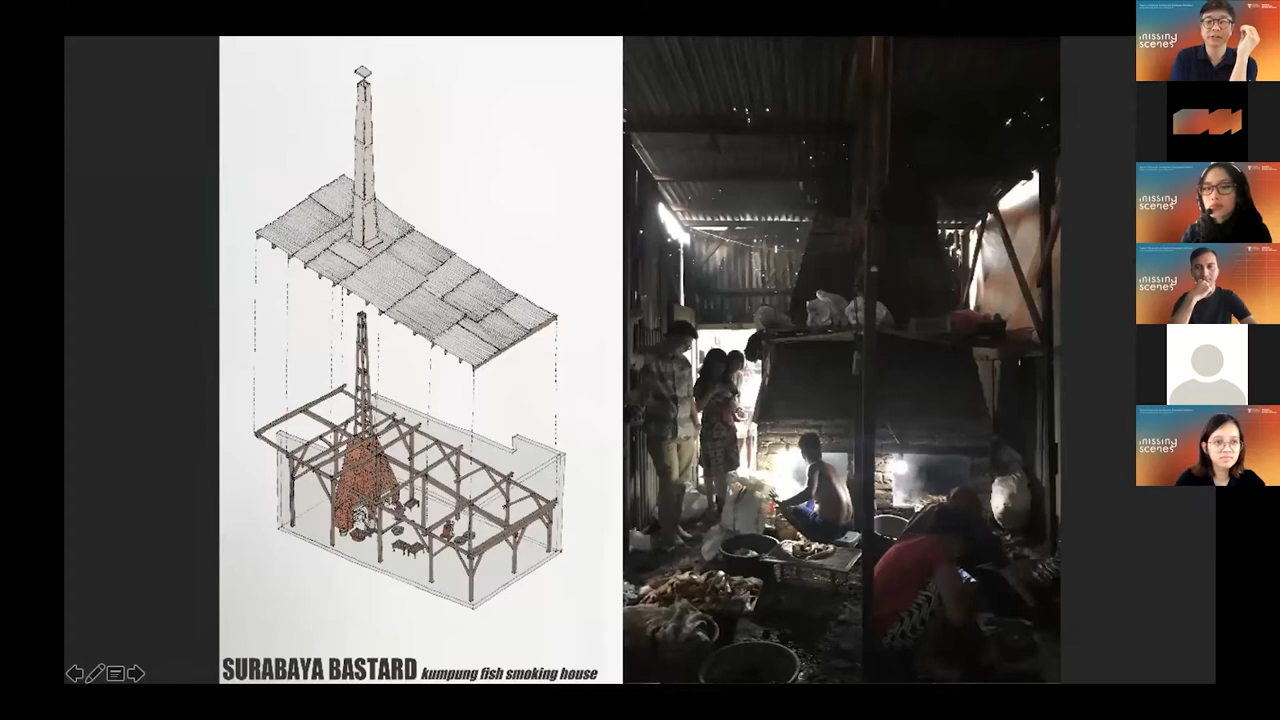 SURABAYA BASTARD kumpung fish smoking house
missing
scenes
missing
scenes
missing
scenes
missing
scenes